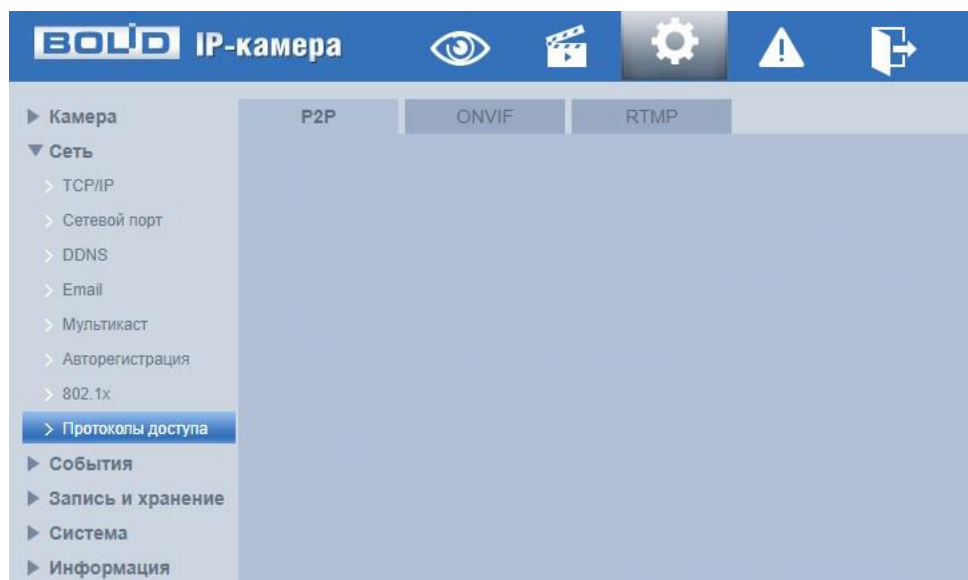 BOLID IP-камера
Камера
P2P
ONVIF
RTMP
Сеть
TCP/IP
Сетевой порт
DDNS
Email
Мультикаст
Авторегистрация
802.1x
Протоколы доступа
События
Запись и хранение
Система
Информация